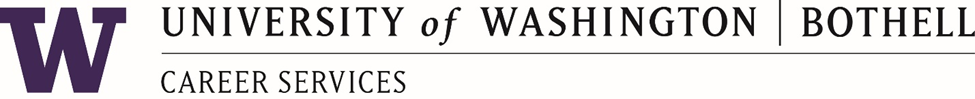 W UNIVERSITY of WASHINGTON | BOTHELL
CAREER SERVICES